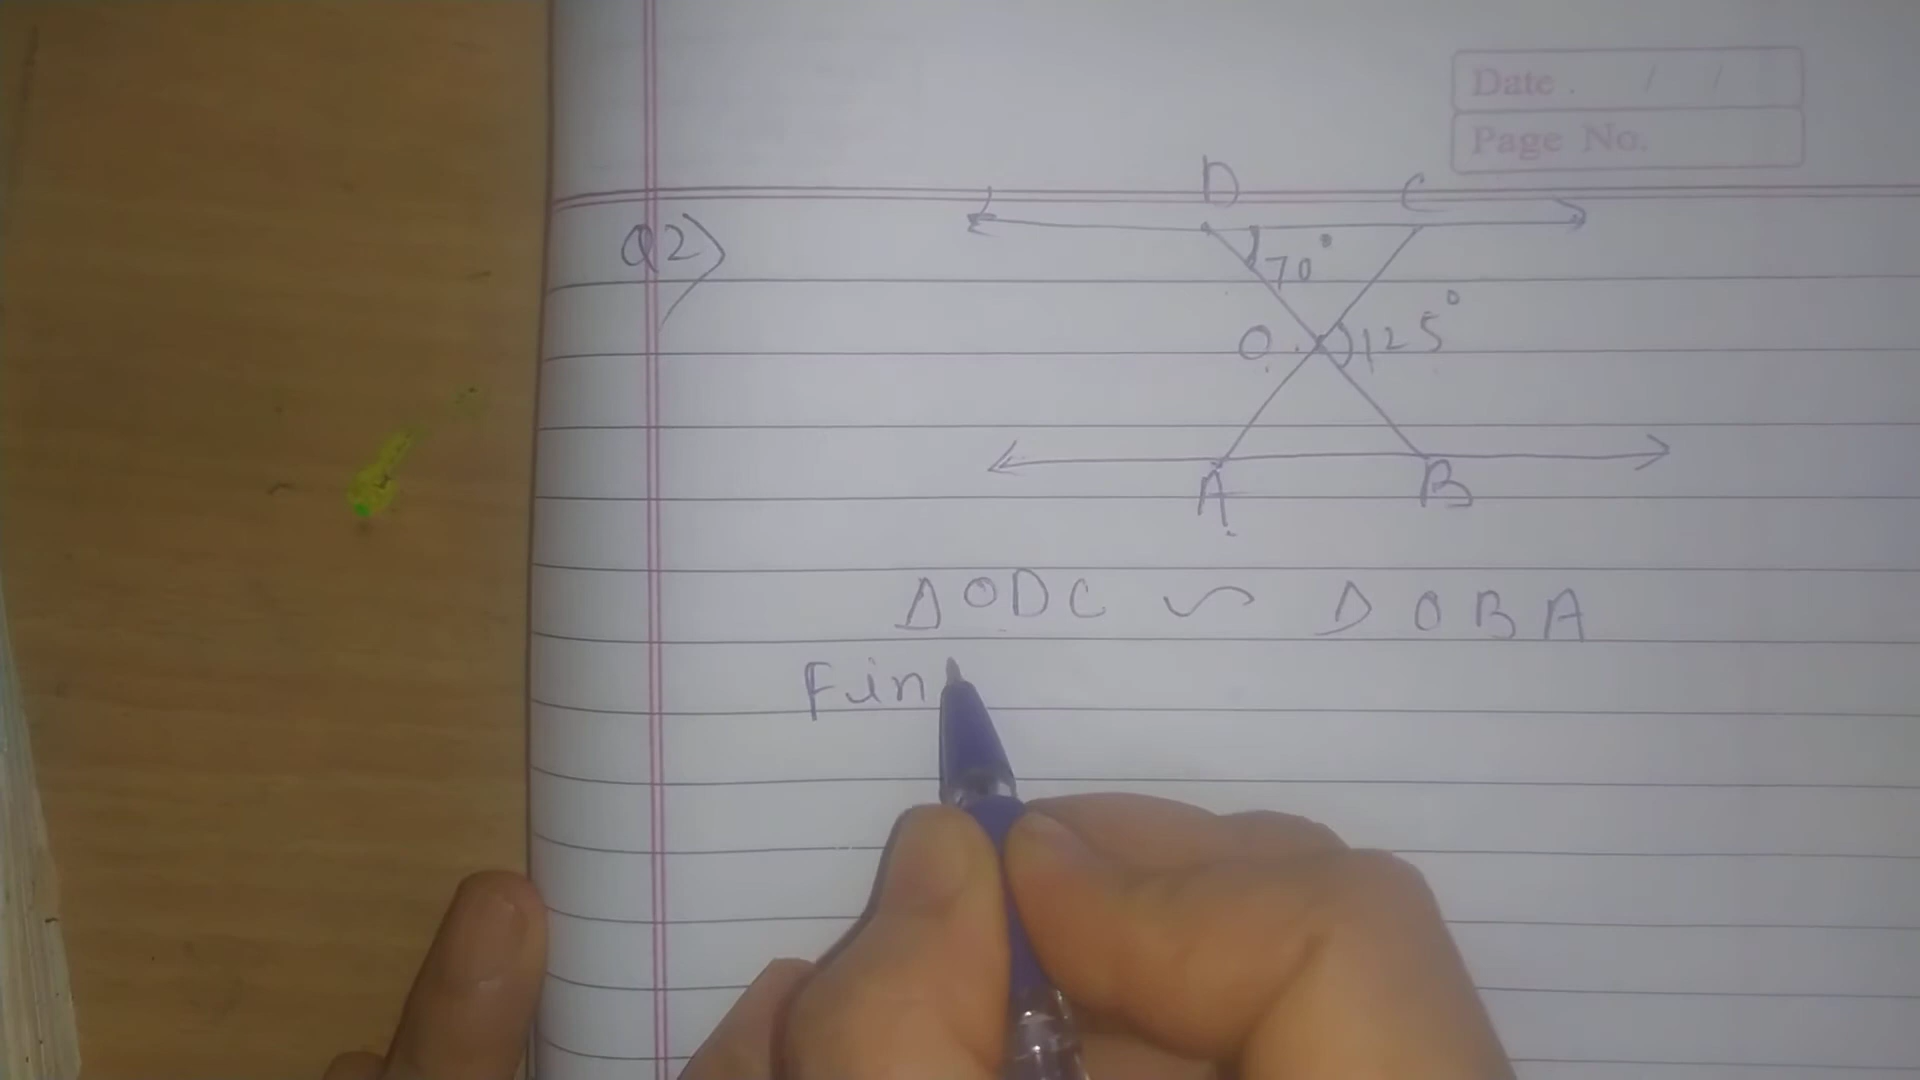 Date . / /
Page No.
D C
Q2)
70°
O 125°
A B
Δ ODC ~ Δ OBA
Fin